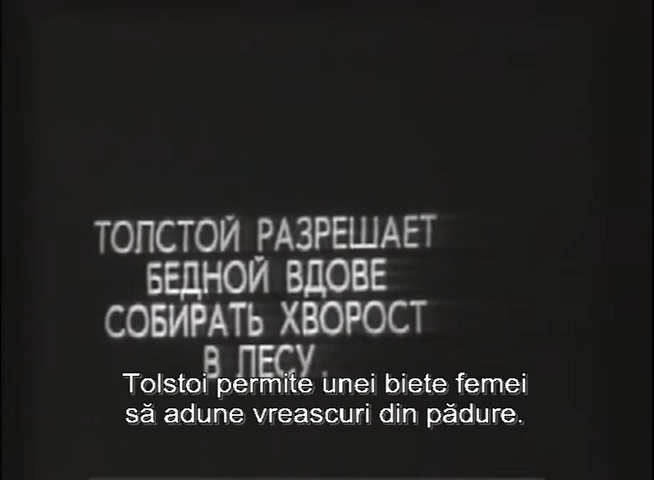 ТОЛСТОЙ РАЗРЕШАЕТ
БЕДНОЙ ВДОВЕ
СОБИРАТЬ ХВОРОСТ
В ЛЕСУ.
Tolstoi permite unei biete femei
să adune vreascuri din pădure.